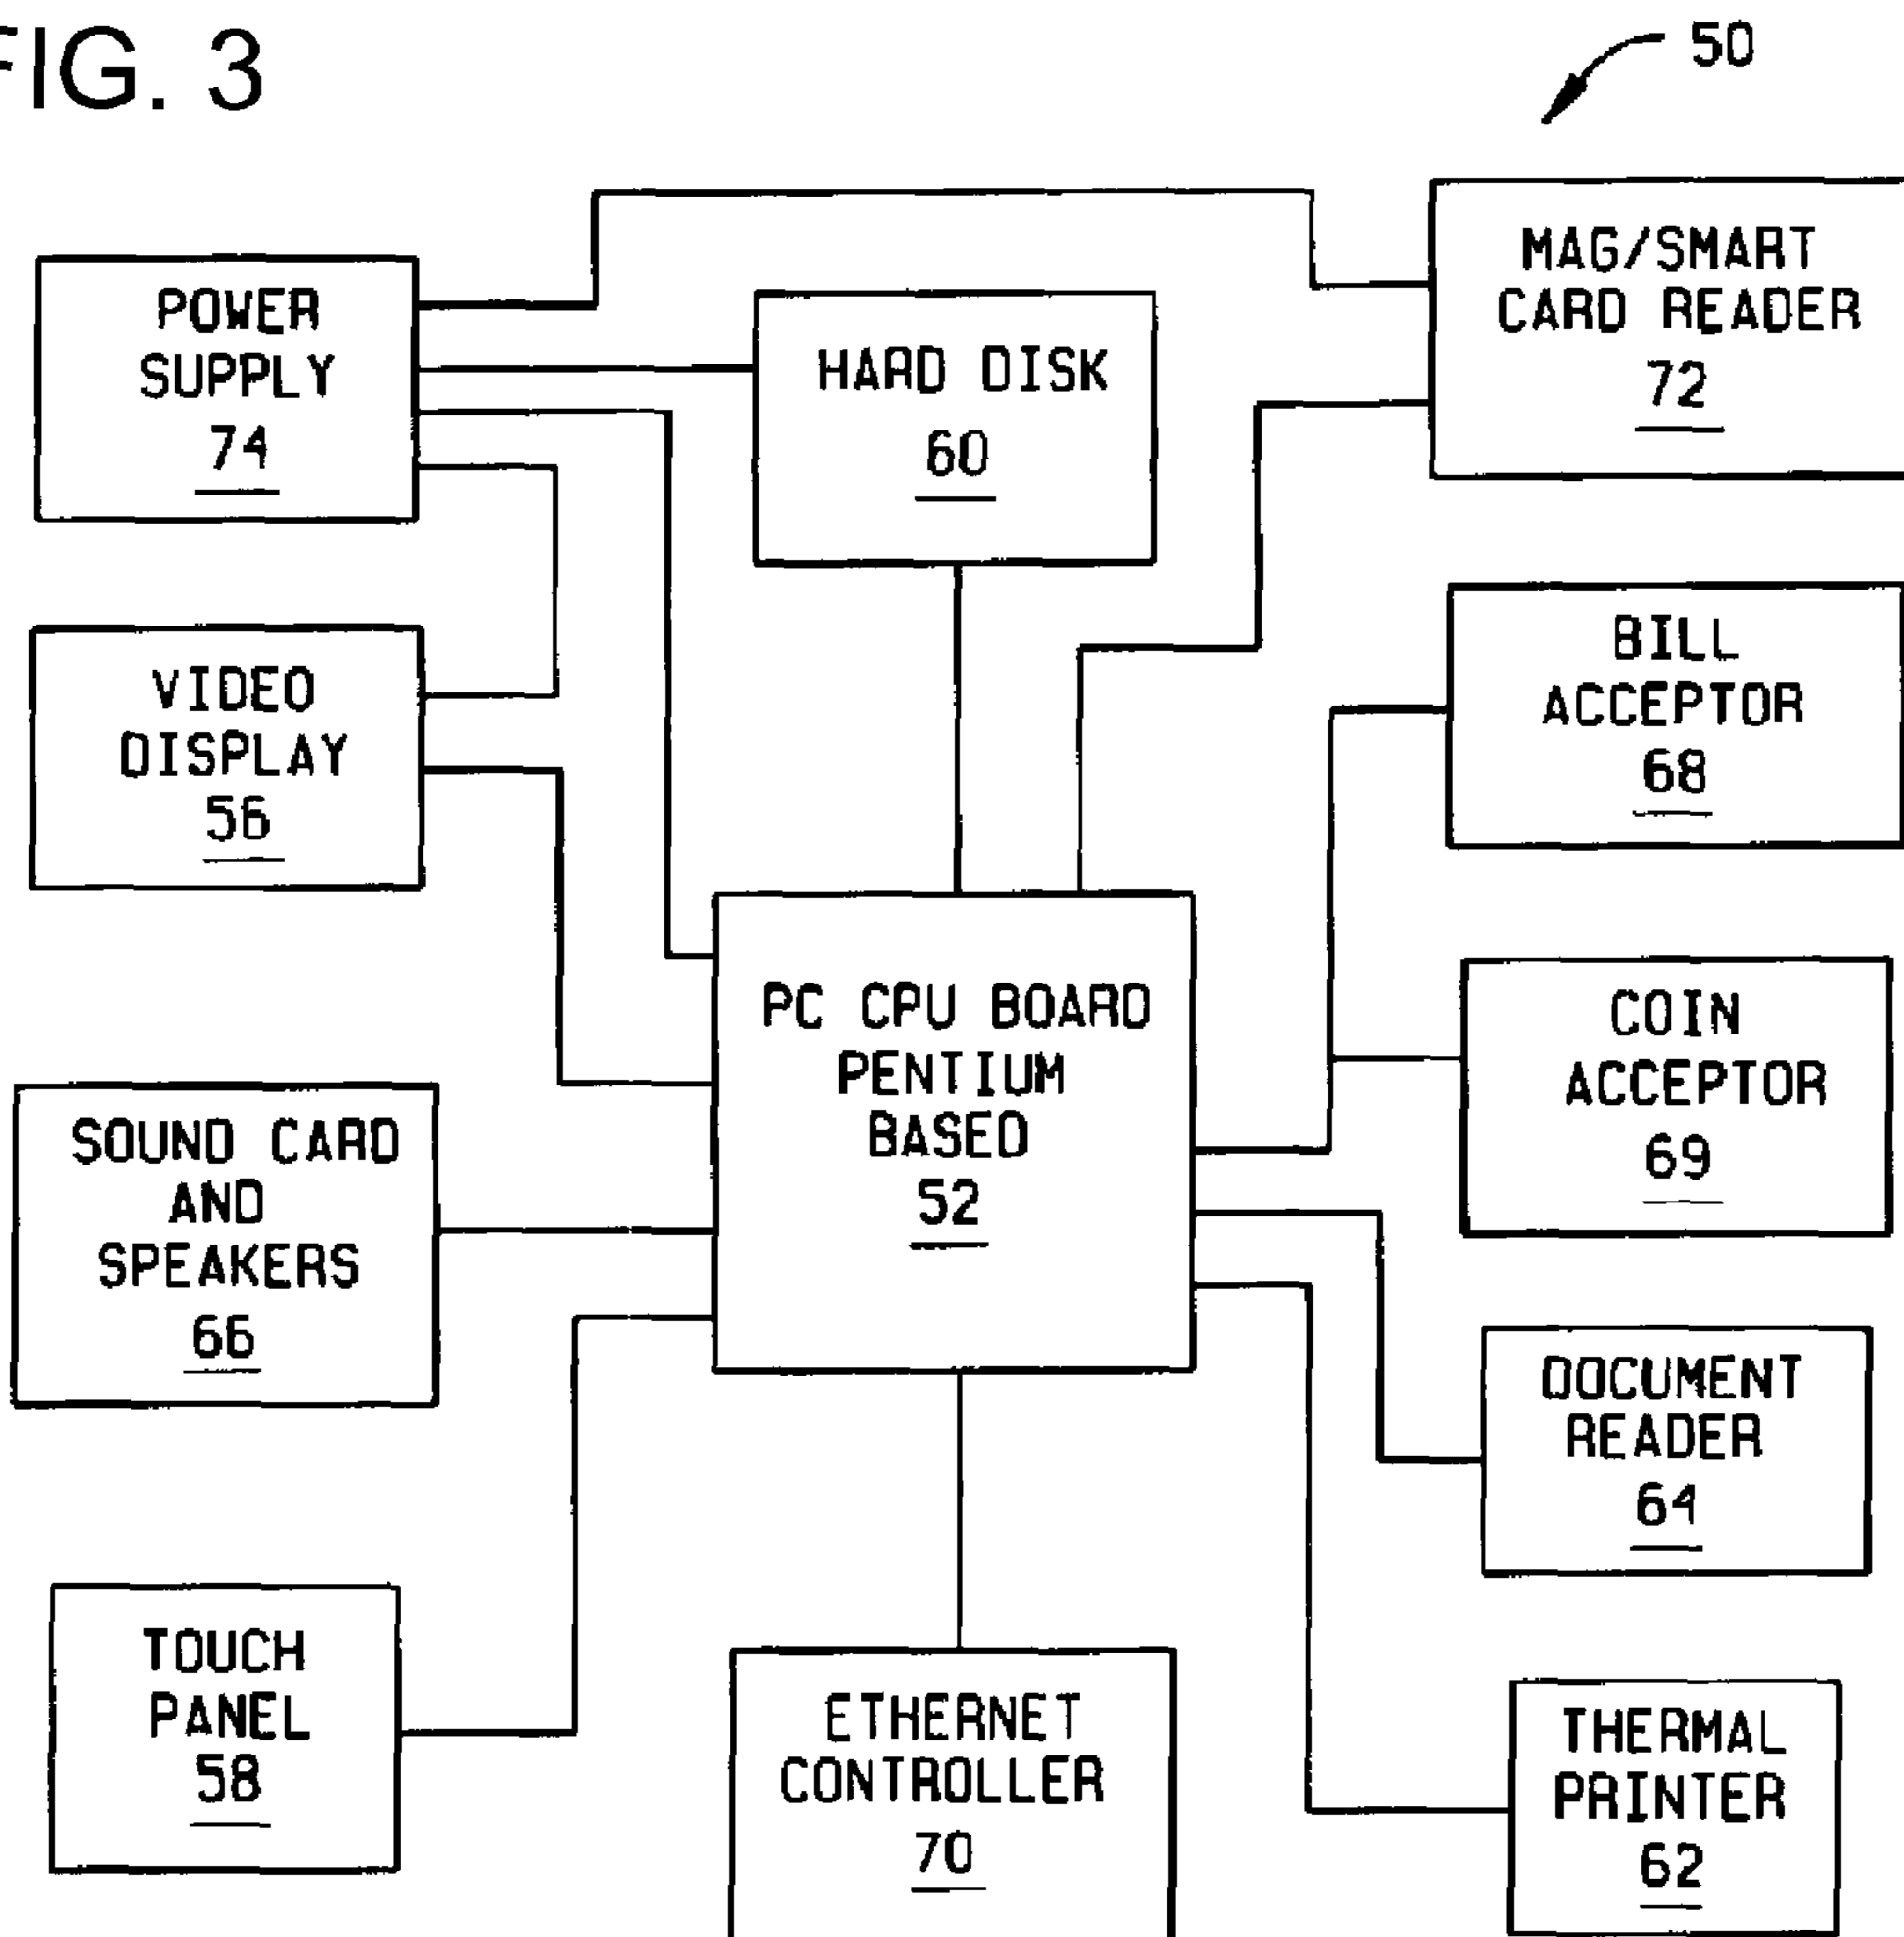 FIG. 3
50
POWER
SUPPLY
74
HARD DISK
60
MAG/SMART
CARD READER
72
VIDEO
DISPLAY
56
BILL
ACCEPTOR
68
PC CPU BOARD
PENTIUM
BASED
52
COIN
ACCEPTOR
69
SOUND CARD
AND
SPEAKERS
66
DOCUMENT
READER
64
TOUCH
PANEL
58
ETHERNET
CONTROLLER
70
THERMAL
PRINTER
62